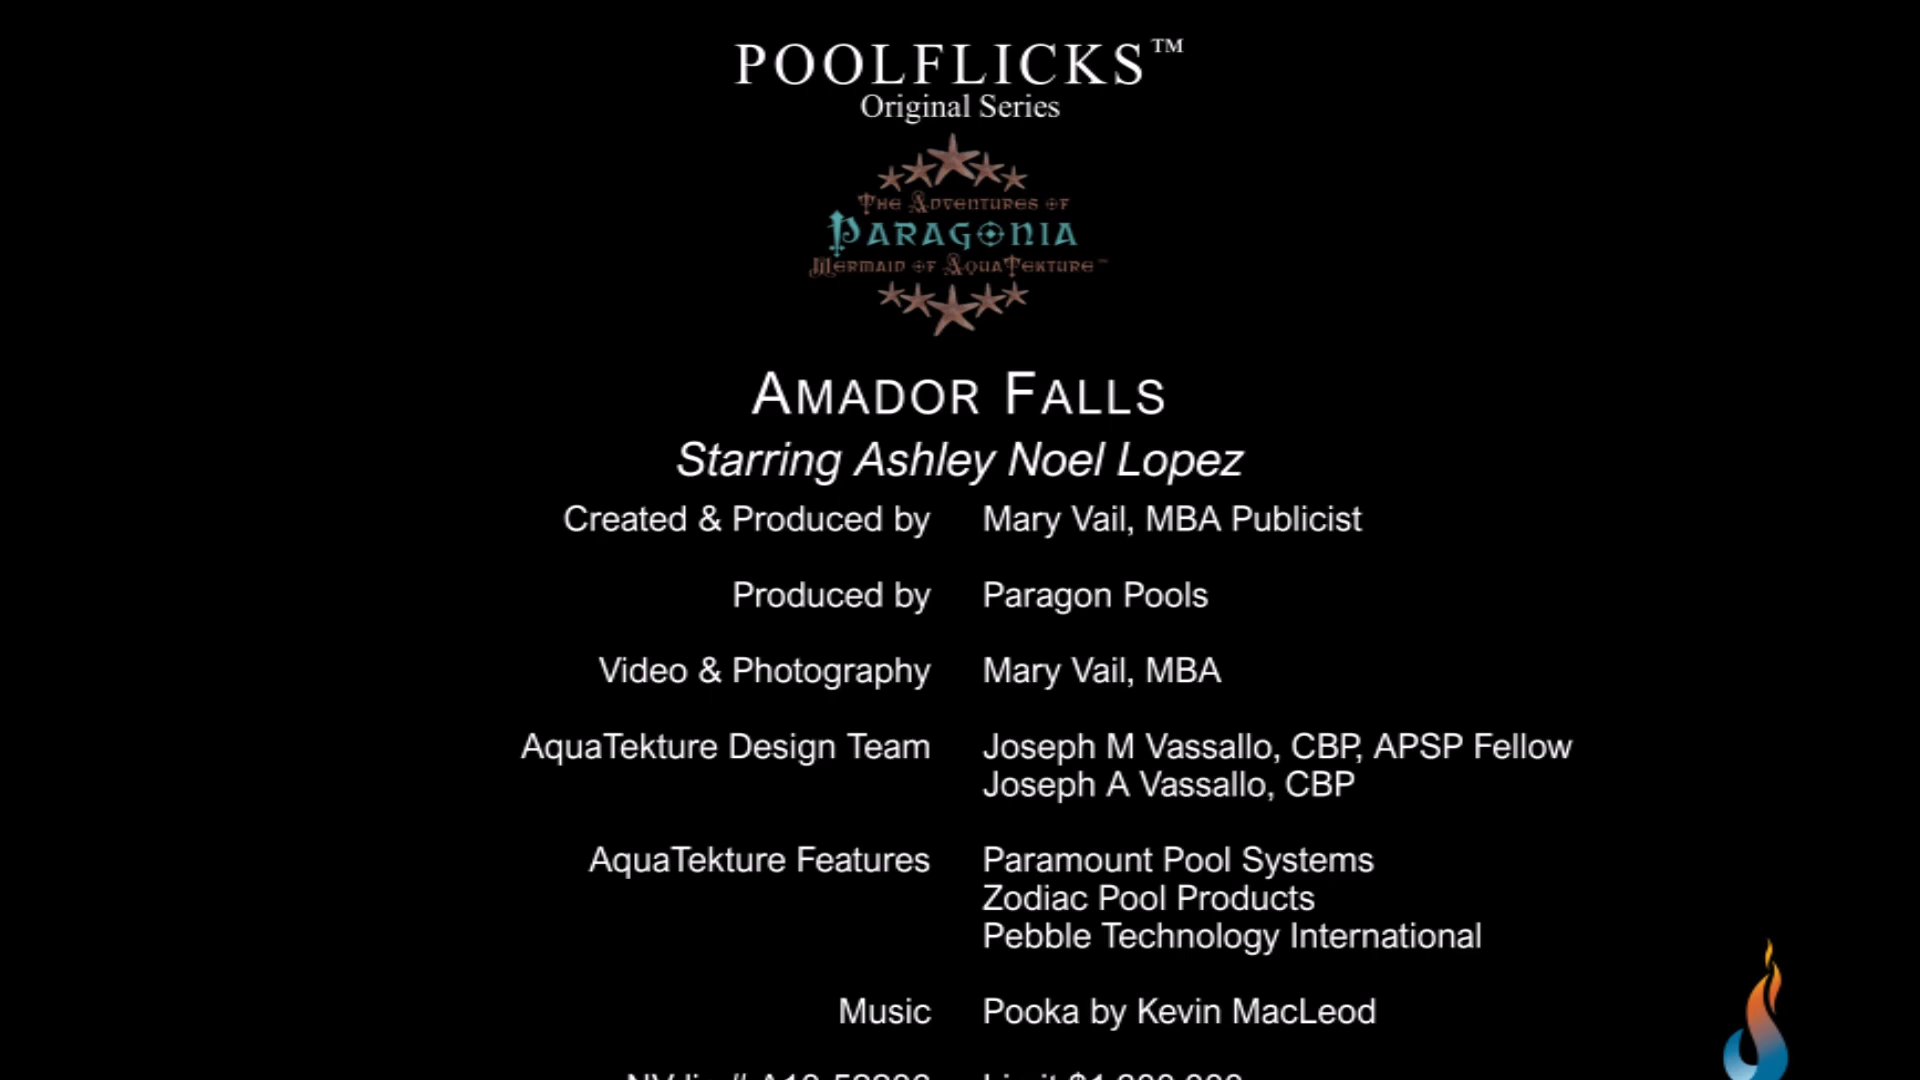 POOLFLICKS™
Original Series
The Adventures of
Paragonia
Mermaid of AquaTekture™
Amador Falls
Starring Ashley Noel Lopez
Created & Produced by Mary Vail, MBA Publicist
Produced by Paragon Pools
Video & Photography Mary Vail, MBA
AquaTekture Design Team Joseph M Vassallo, CBP, APSP Fellow
Joseph A Vassallo, CBP
AquaTekture Features Paramount Pool Systems
Zodiac Pool Products
Pebble Technology International
Music Pooka by Kevin MacLeod